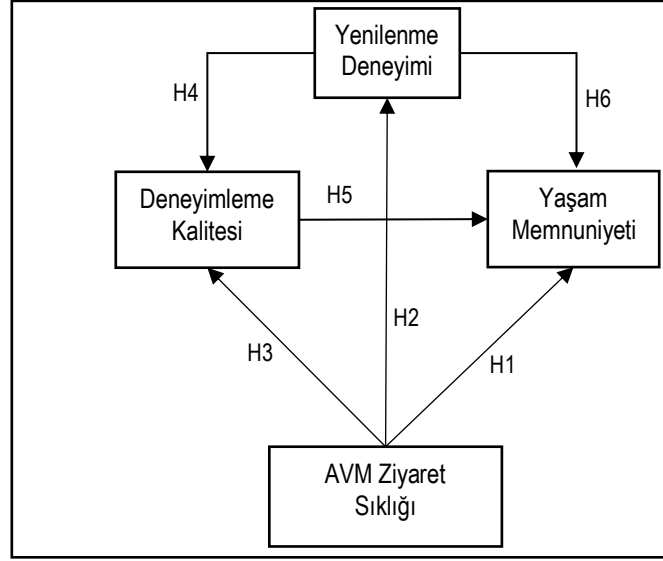 Yenilenme
Deneyimi
H4
H6
Deneyimleme
Kalitesi
H5
Yaşam
Memnuniyeti
H2
H3
H1
AVM Ziyaret
Sıklığı